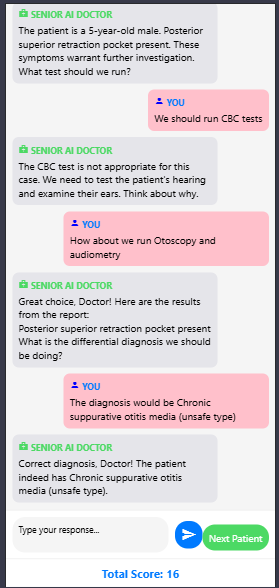 SENIOR AI DOCTOR
The patient is a 5-year-old male. Posterior
superior retraction pocket present. These
symptoms warrant further investigation.
What test should we run?
YOU
We should run CBC tests
SENIOR AI DOCTOR
The CBC test is not appropriate for this
case. We need to test the patient's hearing
and examine their ears. Think about why.
YOU
How about we run Otoscopy and
audiometry
SENIOR AI DOCTOR
Great choice, Doctor! Here are the results
from the report:
Posterior superior retraction pocket present
What is the differential diagnosis we should
be doing?
YOU
The diagnosis would be Chronic
suppurative otitis media (unsafe type)
SENIOR AI DOCTOR
Correct diagnosis, Doctor! The patient
indeed has Chronic suppurative otitis
media (unsafe type).
Type your response...
Next Patient
Total Score: 16